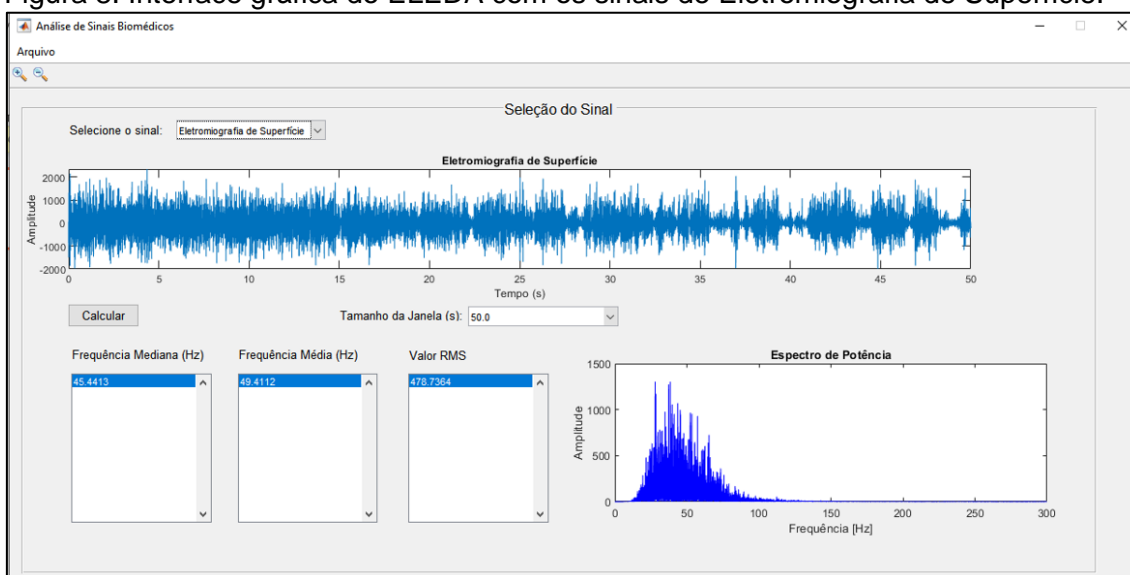 Figura 8. Interface gráfica do ELEDA com os sinais de Eletromiografia de Superfície.
Análise de Sinais Biomédicos
Arquivo
Seleção do Sinal
Selecione o sinal: Eletromiografia de Superfície
Eletromiografia de Superfície
Amplitude
2000
1000
0
-1000
-2000
0 5 10 15 20 25 30 35 40 45 50
Tempo (s)
Calcular
Tamanho da Janela (s): 50.0
Frequência Mediana (Hz) Frequência Média (Hz) Valor RMS
45.4413 49.4112 478.7364
Espectro de Potência
Amplitude
1500
1000
500
0
0 50 100 150 200 250 300
Frequência [Hz]